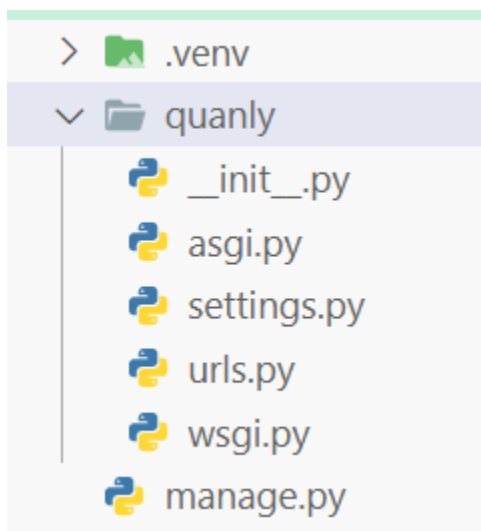 .venv
quanly
__init__.py
asgi.py
settings.py
urls.py
wsgi.py
manage.py